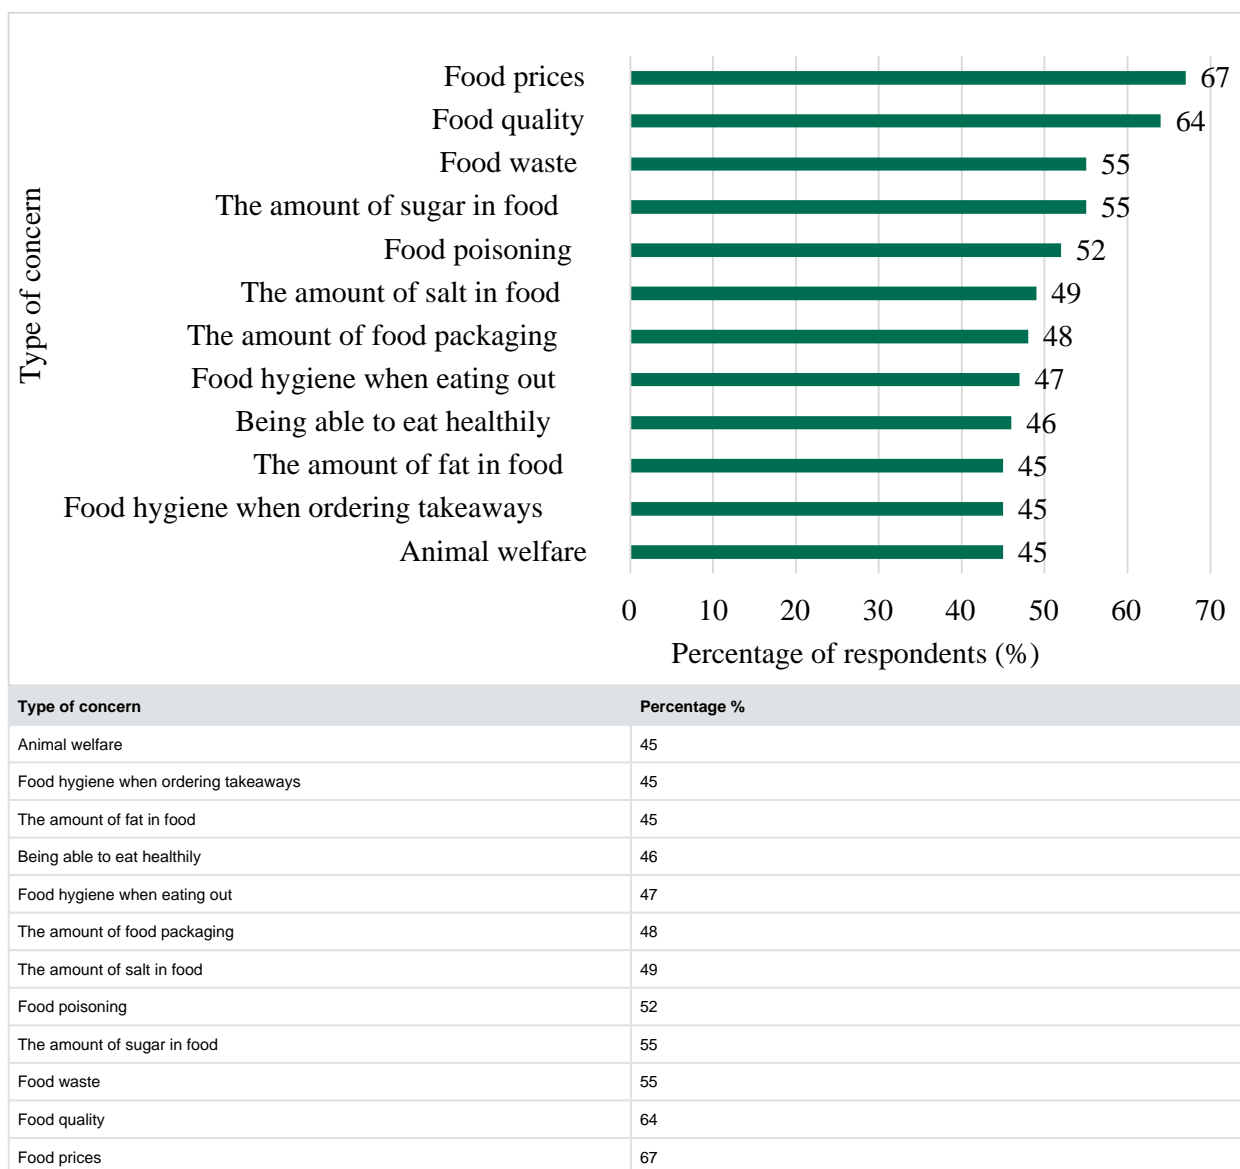 Type of concern
Food prices 67
Food quality 64
Food waste 55
The amount of sugar in food 55
Food poisoning 52
The amount of salt in food 49
The amount of food packaging 48
Food hygiene when eating out 47
Being able to eat healthily 46
The amount of fat in food 45
Food hygiene when ordering takeaways 45
Animal welfare 45
0 10 20 30 40 50 60 70
Percentage of respondents (%)
Type of concern Percentage %
Animal welfare 45
Food hygiene when ordering takeaways 45
The amount of fat in food 45
Being able to eat healthily 46
Food hygiene when eating out 47
The amount of food packaging 48
The amount of salt in food 49
Food poisoning 52
The amount of sugar in food 55
Food waste 55
Food quality 64
Food prices 67